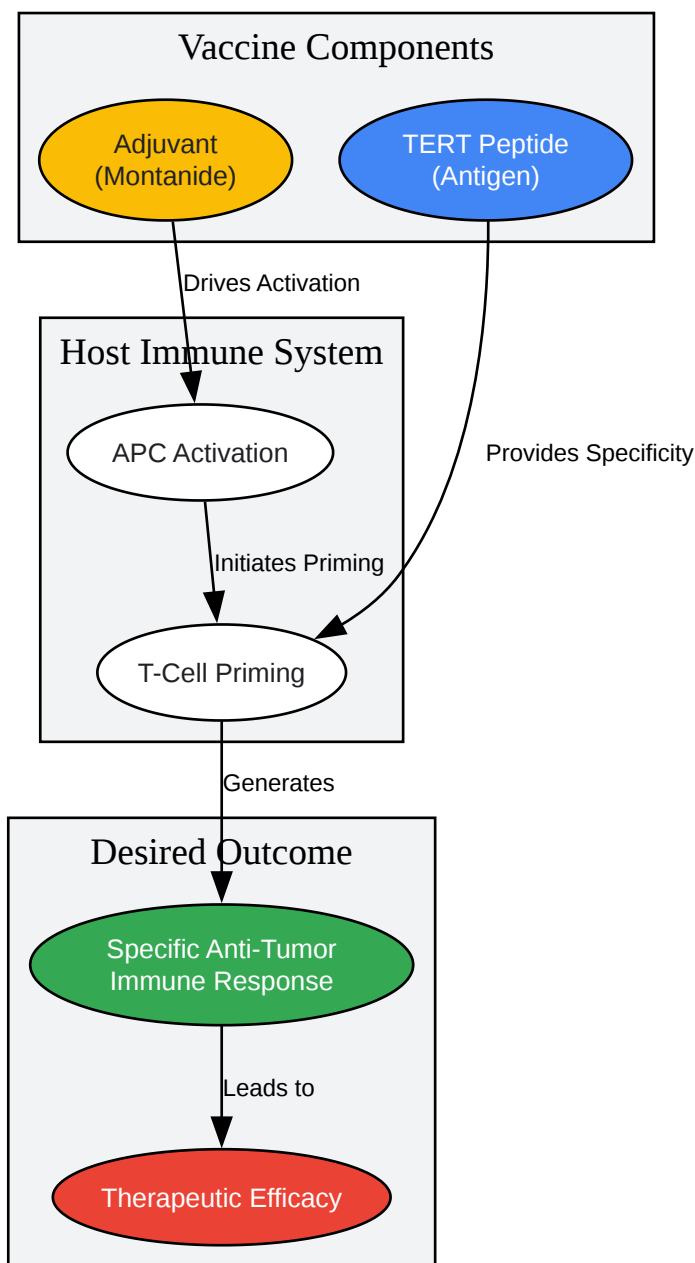 Vaccine Components
Adjuvant
(Montanide)
TERT Peptide
(Antigen)
Drives Activation
Host Immune System
APC Activation
Provides Specificity
Initiates Priming
T-Cell Priming
Generates
Desired Outcome
Specific Anti-Tumor
Immune Response
Leads to
Therapeutic Efficacy